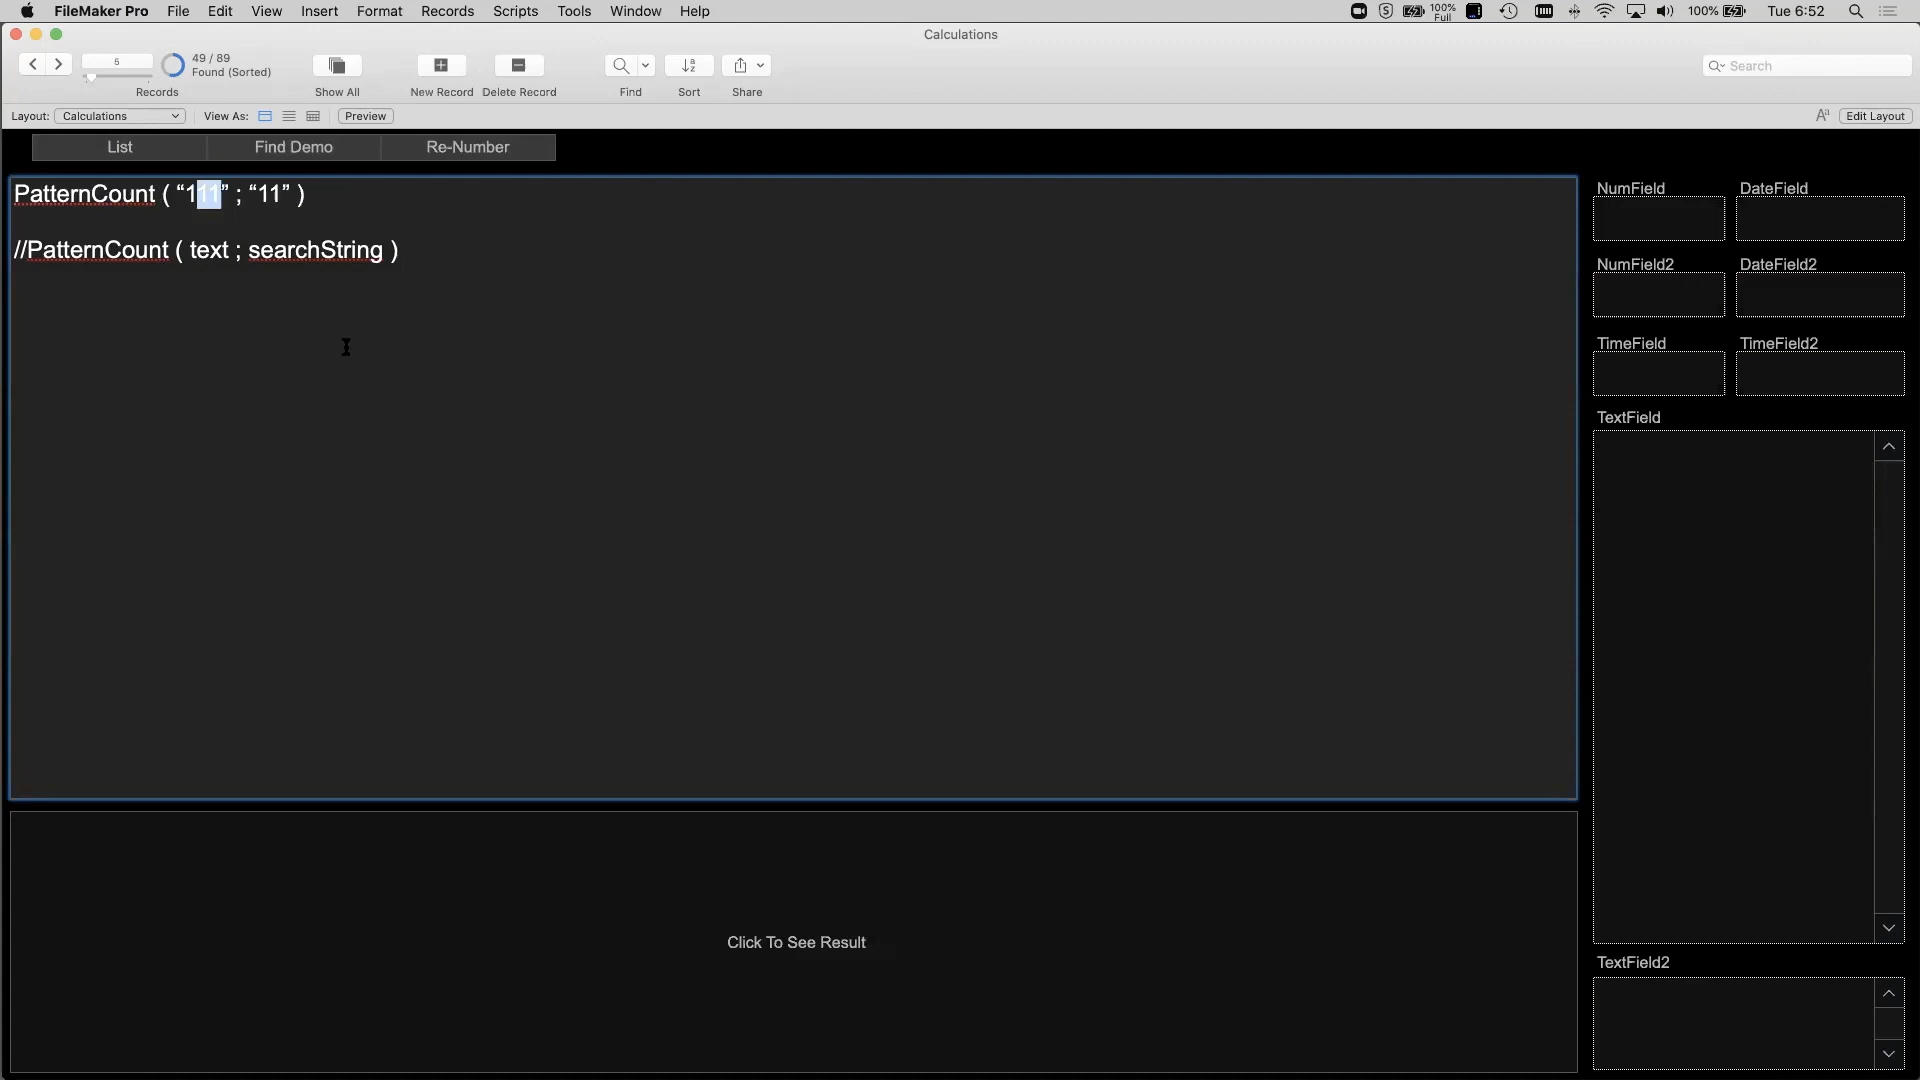 FileMaker Pro File Edit View Insert Format Records Scripts Tools Window Help 100% Full 100% Tue 6:52
Calculations
5 49 / 89 Found (Sorted) Search
Records Show All New Record Delete Record Find Sort Share
Layout: Calculations View As: Preview Aa Edit Layout
List Find Demo Re-Number
PatternCount ( “111” ; “11” )
//PatternCount ( text ; searchString )
NumField DateField
NumField2 DateField2
TimeField TimeField2
TextField
Click To See Result
TextField2